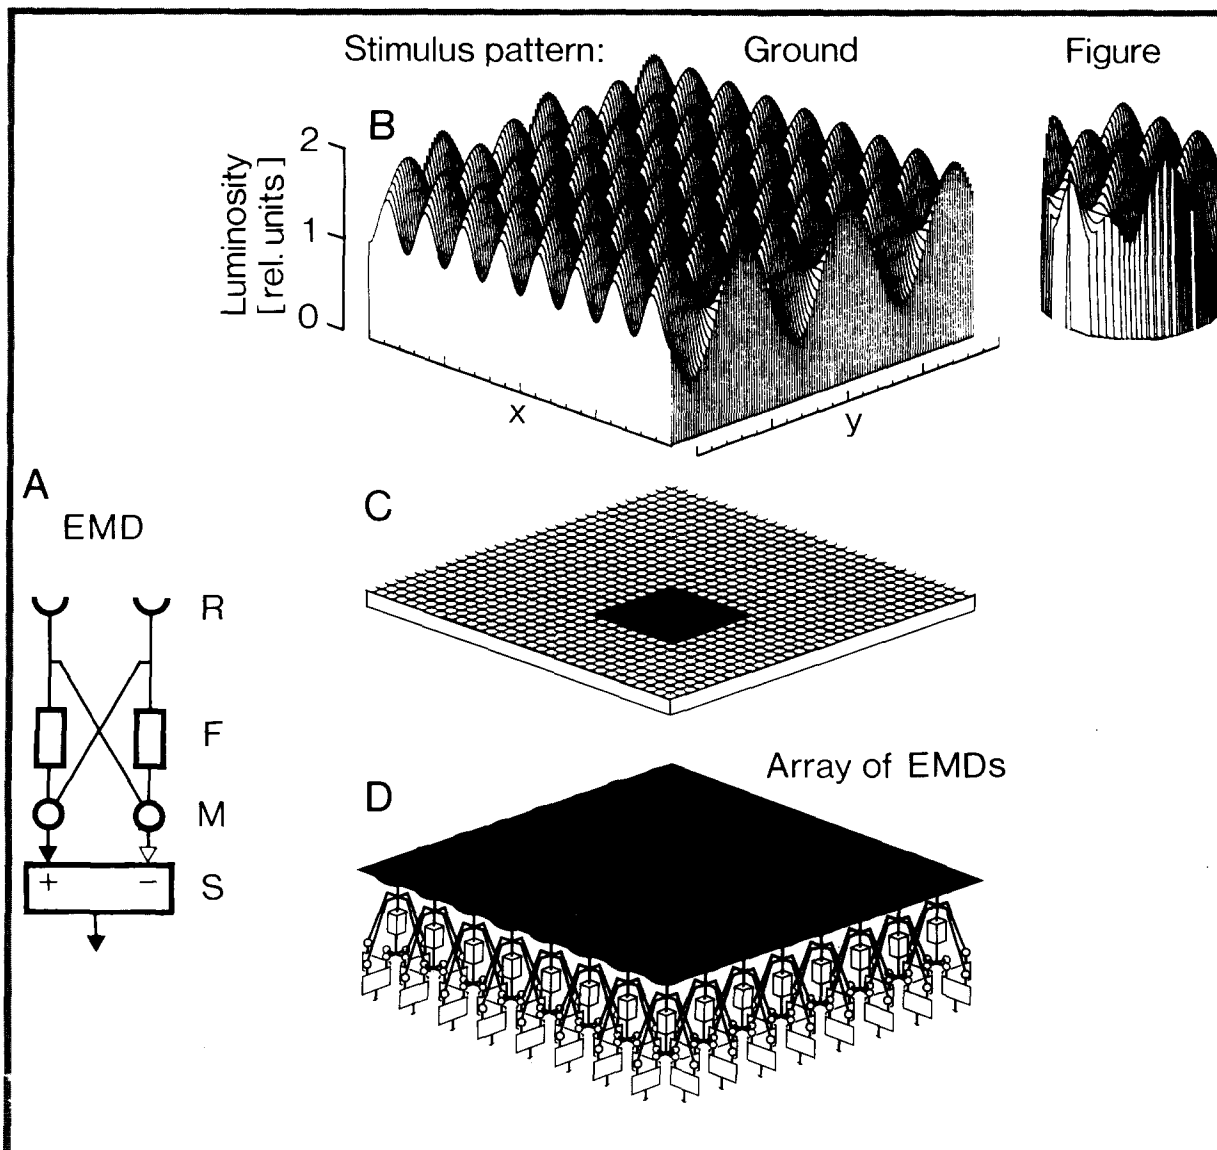 Stimulus pattern: Ground Figure
B
Luminosity
[ rel. units ]
2
1
0
x
y
A
EMD
R
F
M
+ − S
C
Array of EMDs
D